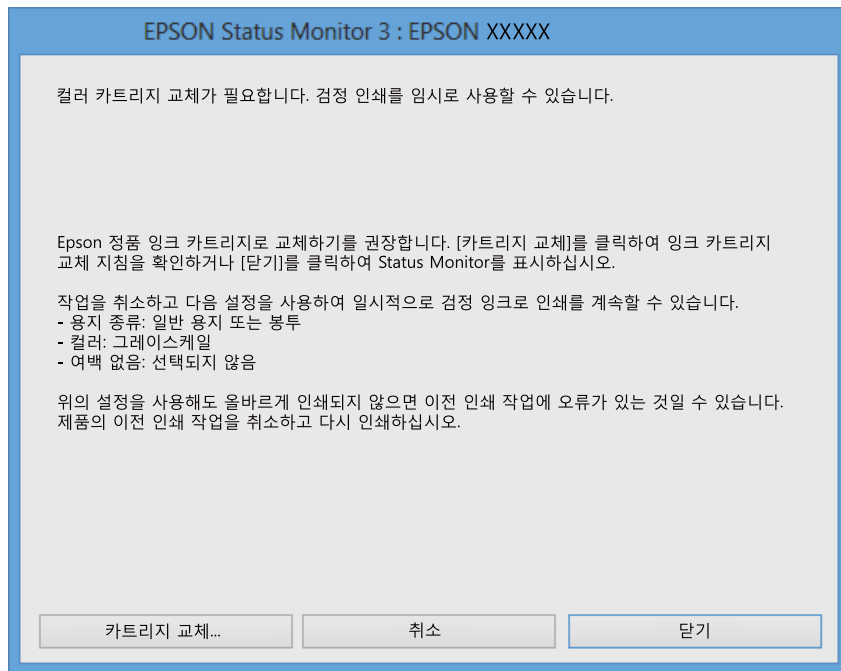 EPSON Status Monitor 3 : EPSON XXXXX
컬러 카트리지 교체가 필요합니다. 검정 인쇄를 임시로 사용할 수 있습니다.
Epson 정품 잉크 카트리지로 교체하기를 권장합니다. [카트리지 교체]를 클릭하여 잉크 카트리지
교체 지침을 확인하거나 [닫기]를 클릭하여 Status Monitor를 표시하십시오.
작업을 취소하고 다음 설정을 사용하여 일시적으로 검정 잉크로 인쇄를 계속할 수 있습니다.
- 용지 종류: 일반 용지 또는 봉투
- 컬러: 그레이스케일
- 여백 없음: 선택되지 않음
위의 설정을 사용해도 올바르게 인쇄되지 않으면 이전 인쇄 작업에 오류가 있는 것일 수 있습니다.
제품의 이전 인쇄 작업을 취소하고 다시 인쇄하십시오.
카트리지 교체...
취소
닫기